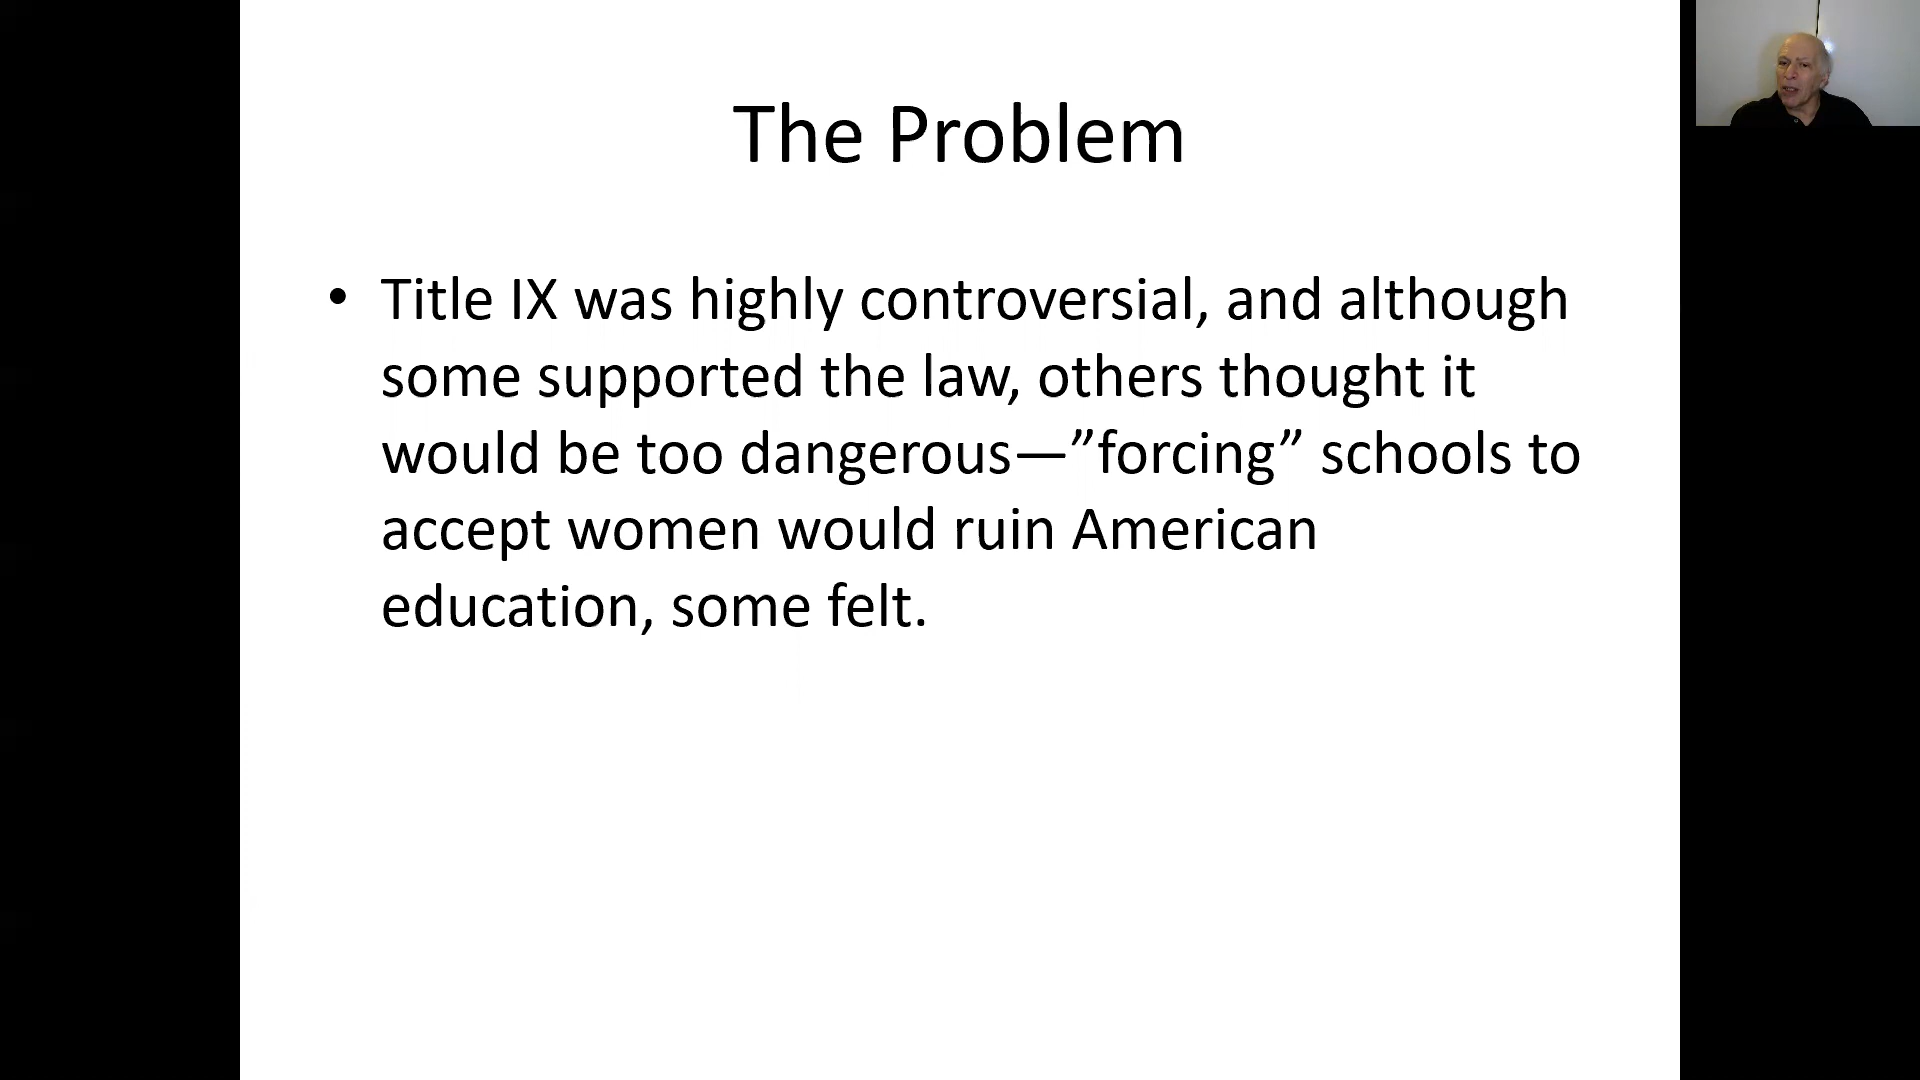 The Problem
• Title IX was highly controversial, and although
some supported the law, others thought it
would be too dangerous—”forcing” schools to
accept women would ruin American
education, some felt.